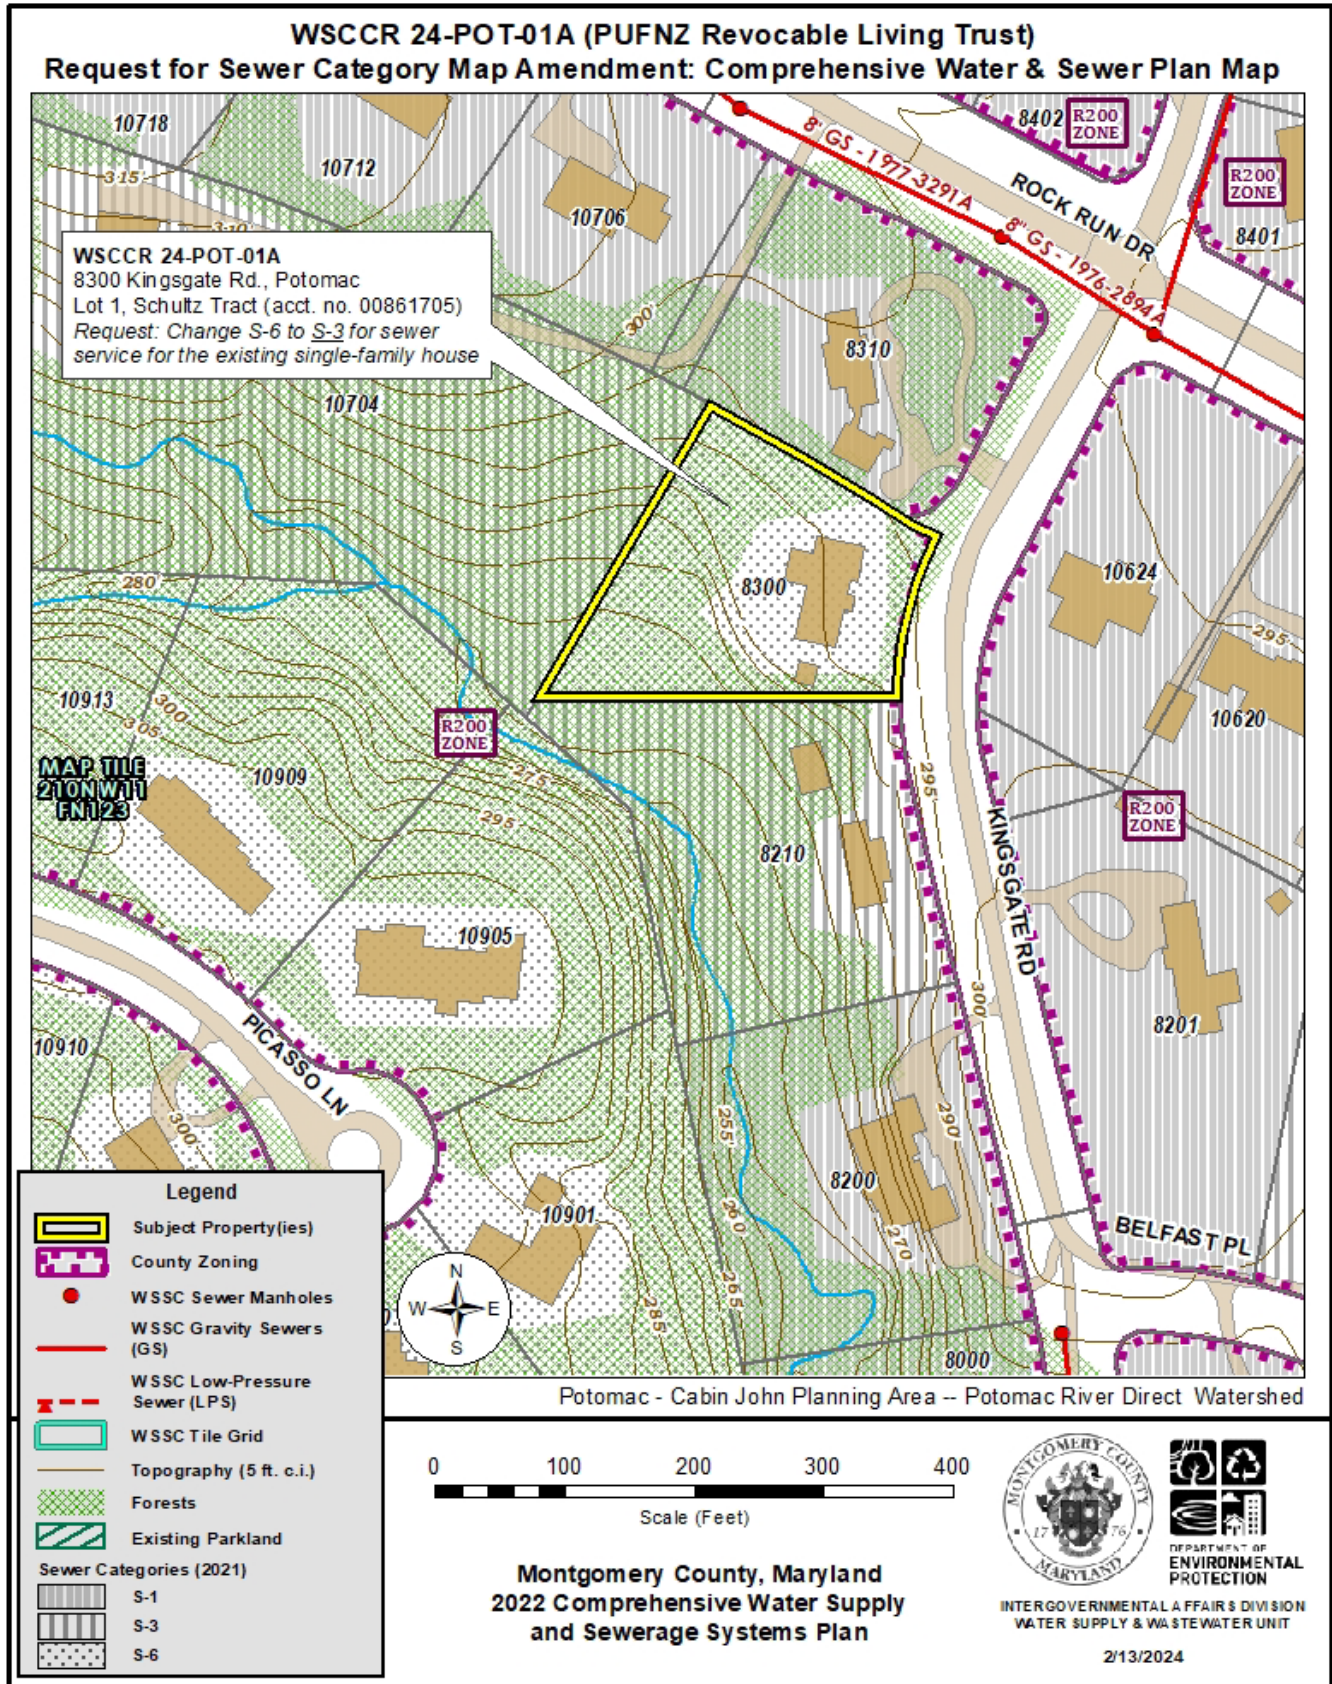 WSCCR 24-POT-01A (PUFNZ Revocable Living Trust)
Request for Sewer Category Map Amendment: Comprehensive Water & Sewer Plan Map
10718
10712
10706
8402
R200
ZONE
R200
ZONE
8401
8' GS - 1977-3291A
ROCK RUN DR
8" GS - 1976-2894A
315'
310'
WSCCR 24-POT-01A
8300 Kingsgate Rd., Potomac
Lot 1, Schultz Tract (acct. no. 00861705)
Request: Change S-6 to S-3 for sewer
service for the existing single-family house
300'
8310
10704
280
8300
10624
295'
10620
10913
300'
305'
R200
ZONE
MAP TILE
210NW11
FN123
10909
275'
295'
295'
R200
ZONE
8210
KINGSGATE RD
10905
300'
8201
10910
PICASSO LN
300'
255'
290'
8200
260
270
265
285'
10901
BELFAST PL
8000
N
W
E
S
Potomac - Cabin John Planning Area -- Potomac River Direct Watershed
Legend
Subject Property(ies)
County Zoning
WSSC Sewer Manholes
WSSC Gravity Sewers
(GS)
WSSC Low-Pressure
Sewer (LPS)
WSSC Tile Grid
Topography (5 ft. c.i.)
Forests
Existing Parkland
Sewer Categories (2021)
S-1
S-3
S-6
0 100 200 300 400
Scale (Feet)
Montgomery County, Maryland
2022 Comprehensive Water Supply
and Sewerage Systems Plan
MONTGOMERY COUNTY
17 76
MARYLAND
DEPARTMENT OF
ENVIRONMENTAL
PROTECTION
INTERGOVERNMENTAL AFFAIRS DIVISION
WATER SUPPLY & WASTEWATER UNIT
2/13/2024